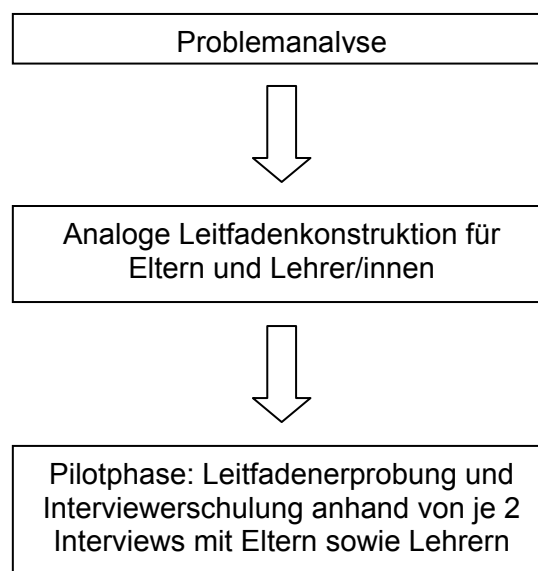 Problemanalyse
Analoge Leitfadenkonstruktion für
Eltern und Lehrer/innen
Pilotphase: Leitfadenerprobung und
Interviewerschulung anhand von je 2
Interviews mit Eltern sowie Lehrern